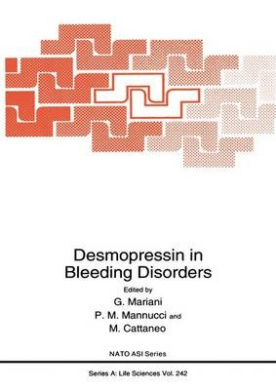 Desmopressin in
Bleeding Disorders
Edited by
G. Mariani
P. M. Mannucci and
M. Cattaneo
NATO ASI Series
Series A: Life Sciences Vol. 242